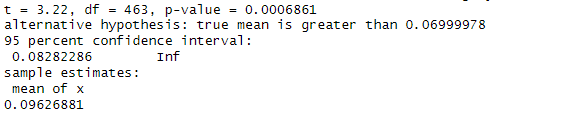 t = 3.22, df = 463, p-value = 0.0006861
alternative hypothesis: true mean is greater than 0.06999978
95 percent confidence interval:
0.08282286 Inf
sample estimates:
mean of x
0.09626881